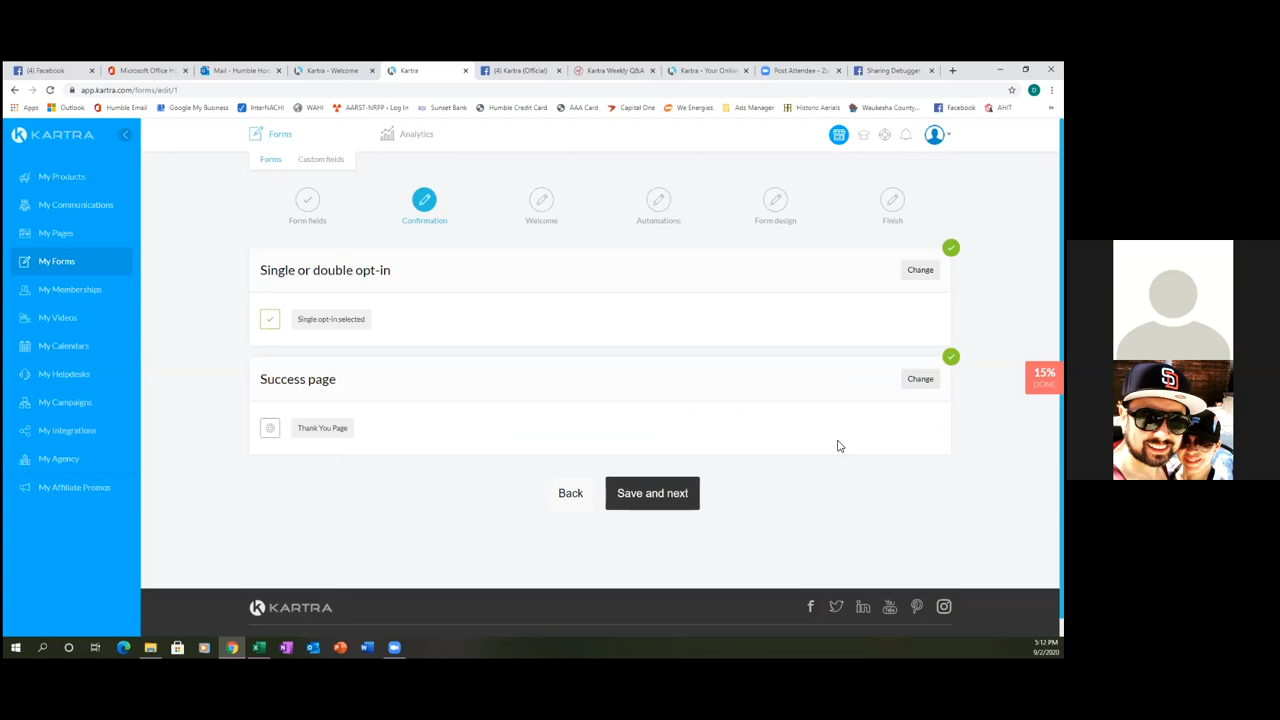 (4) Facebook
Microsoft Office H
Mail - Humble Ho
Kartra - Welcome
Kartra
(4) Kartra (Official)
Kartra Weekly Q&A
Kartra - Your Online
Post Attendee - Zo
Sharing Debugger
app.kartra.com/forms/edit/1
D
Apps
Outlook
Humble Email
Google My Business
InterNACHI
WAHI
AARST-NRPP • Log In
Sunset Bank
Humble Credit Card
AAA Card
Capital One
We Energies
Ads Manager
Historic Aerials
Waukesha County...
Facebook
AHIT
KARTRA
Forms
Analytics
Forms
Custom fields
My Products
My Communications
My Pages
My Forms
My Memberships
My Videos
My Calendars
My Helpdesks
My Campaigns
My Integrations
My Agency
My Affiliate Promos
Form fields
Confirmation
Welcome
Automations
Form design
Finish
Single or double opt-in
Change
Single opt-in selected
Success page
Change
Thank You Page
15%
DONE
Back
Save and next
KARTRA
5:12 PM
9/2/2020